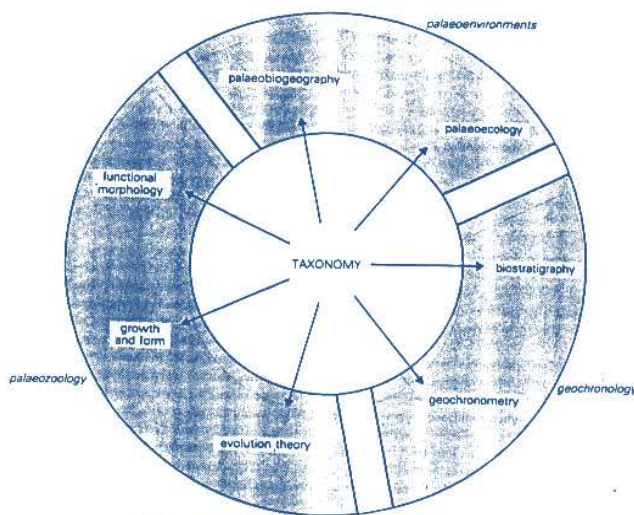 palaeoenvironments
palaeobiogeography
palaeoecology
functional
morphology
TAXONOMY
biostratigraphy
growth
and form
palaeozoology
geochronology
geochronometry
evolution theory